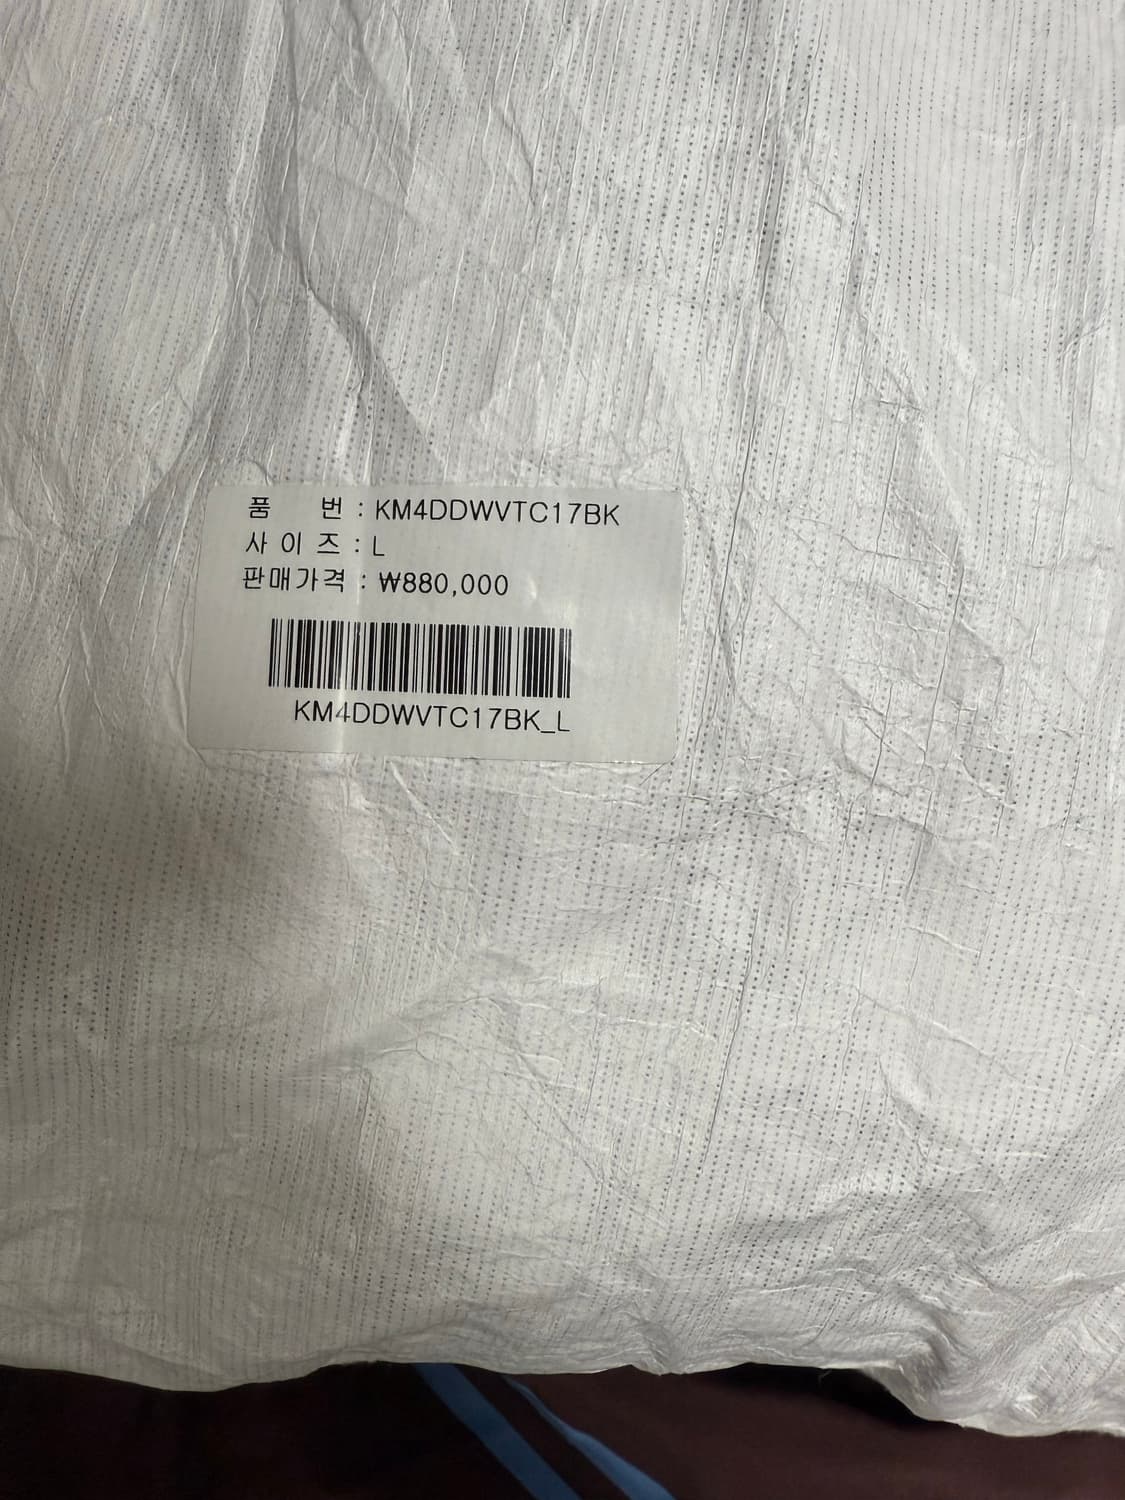 품 번 : KM4DDWVTC17BK
사 이 즈 : L
판매가격 : ₩880,000
KM4DDWVTC17BK_L